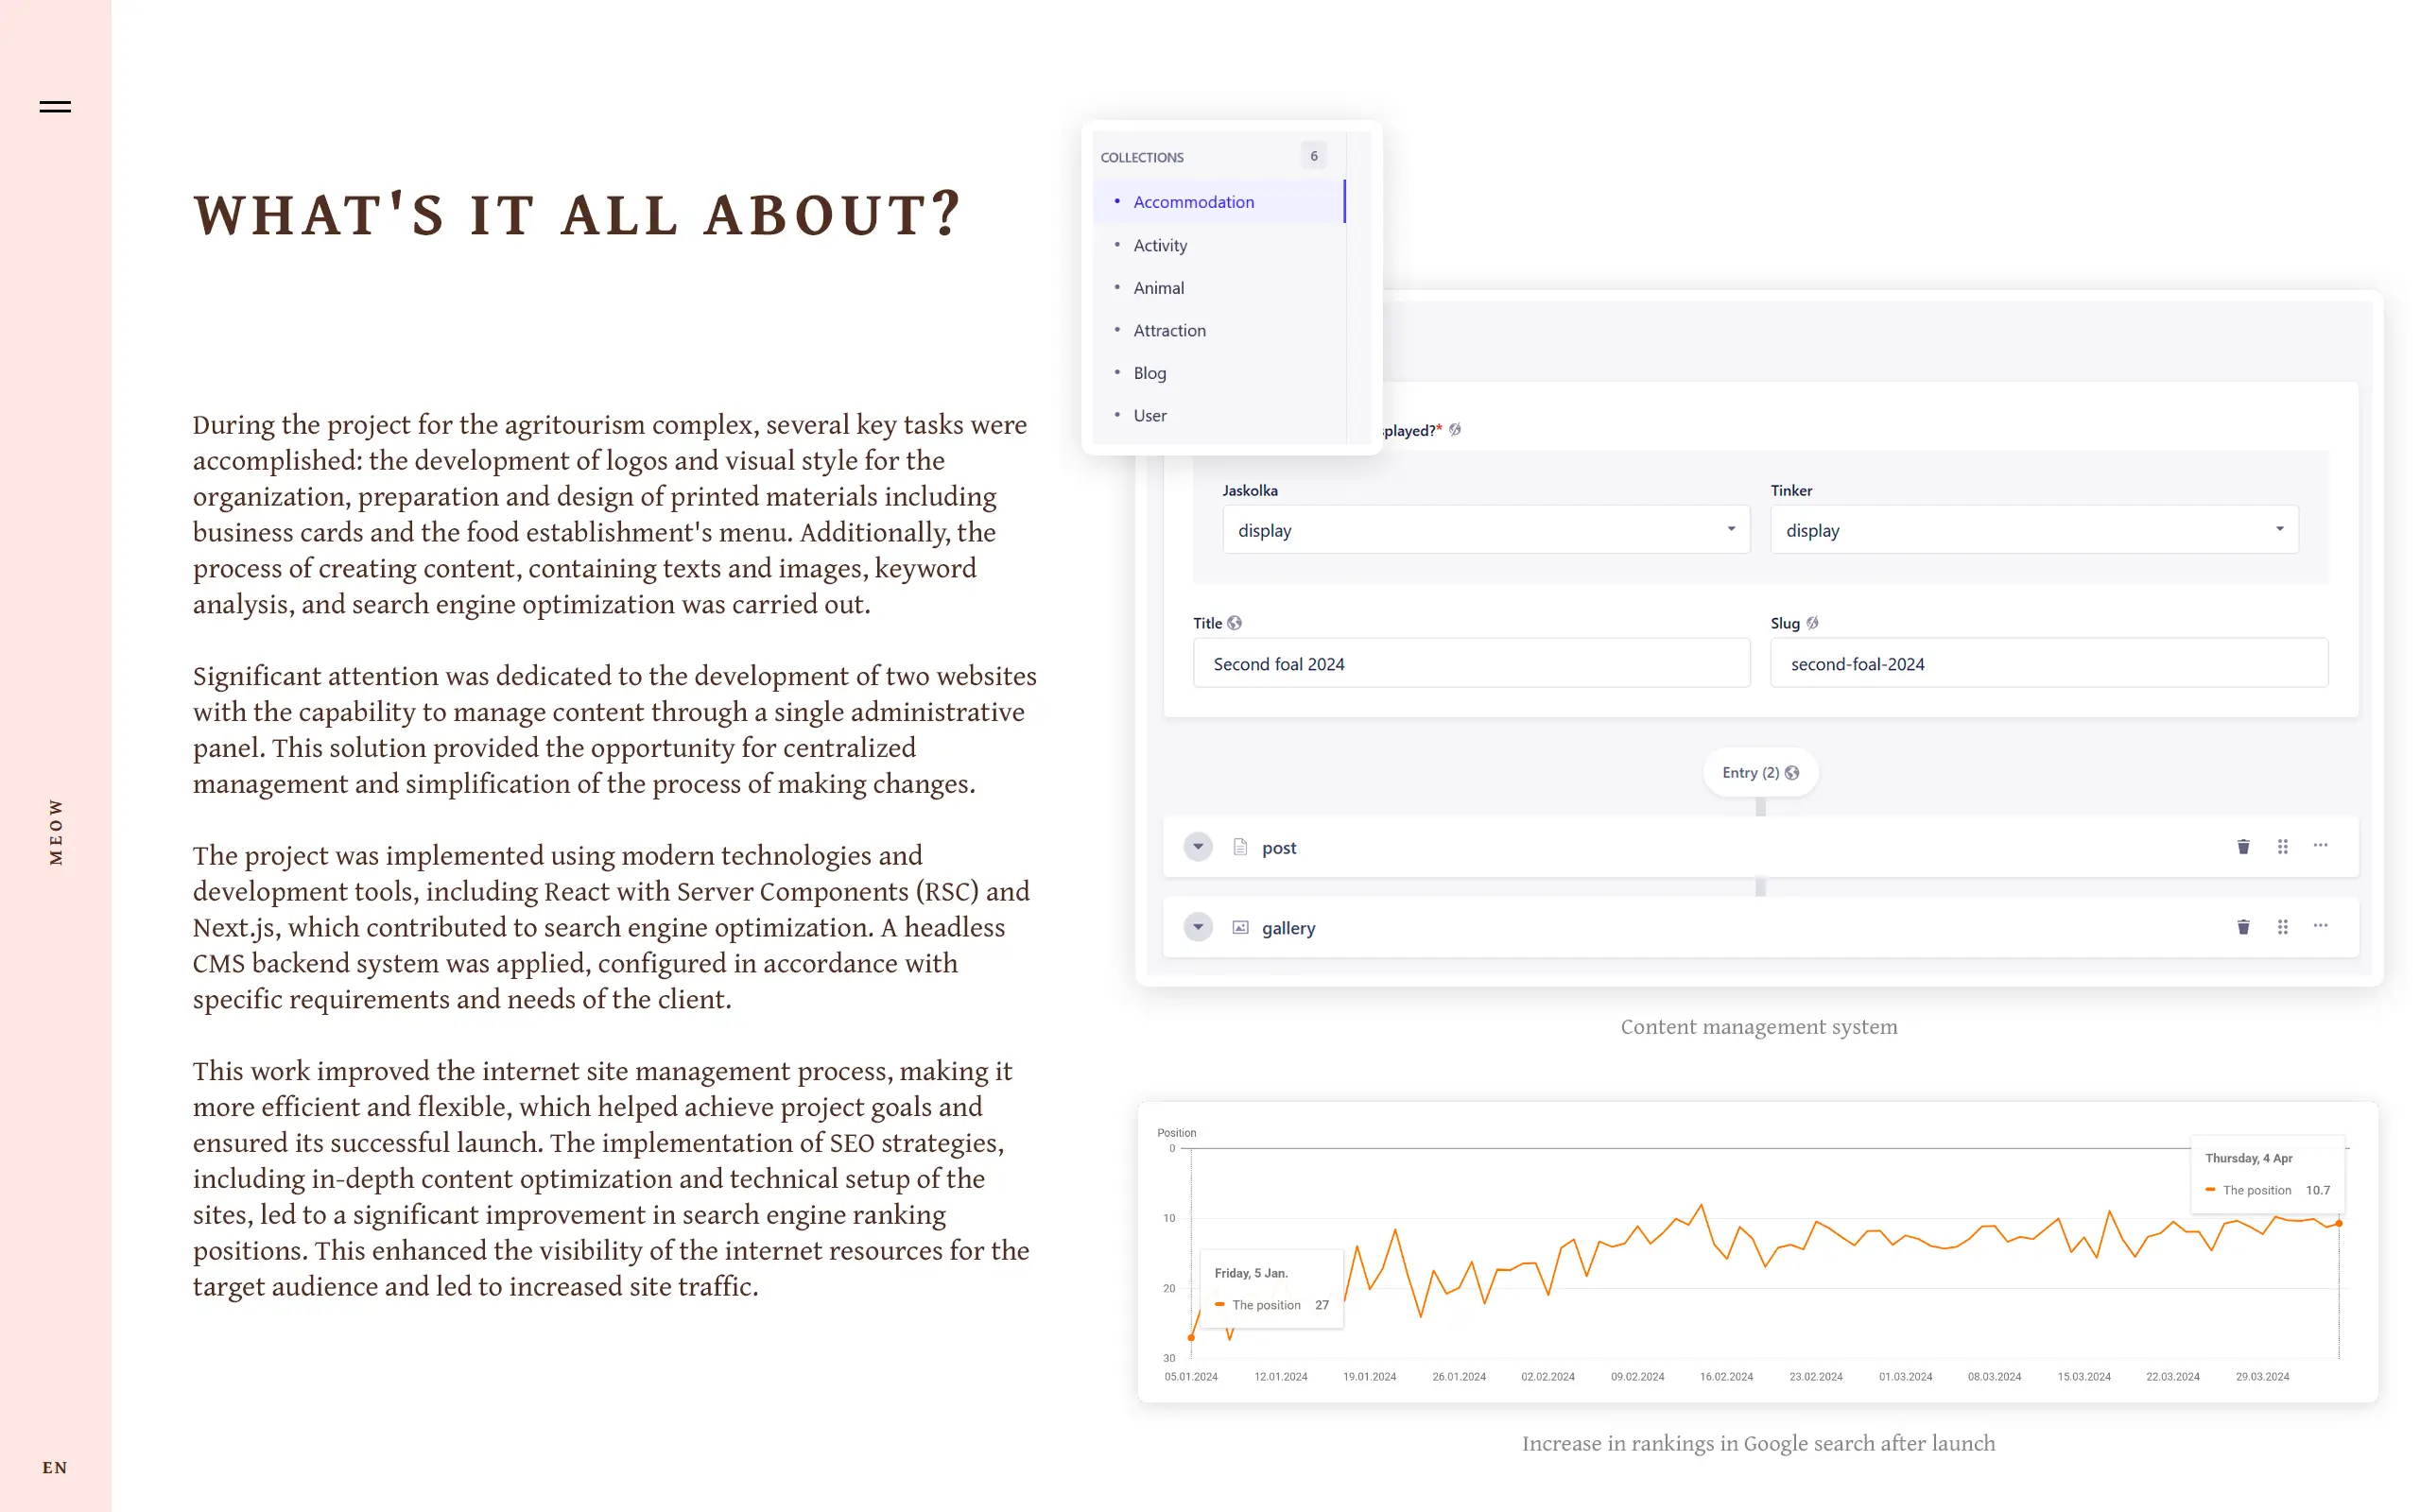 WHAT'S IT ALL ABOUT?
During the project for the agritourism complex, several key tasks were
accomplished: the development of logos and visual style for the
organization, preparation and design of printed materials including
business cards and the food establishment's menu. Additionally, the
process of creating content, containing texts and images, keyword
analysis, and search engine optimization was carried out.
Significant attention was dedicated to the development of two websites
with the capability to manage content through a single administrative
panel. This solution provided the opportunity for centralized
management and simplification of the process of making changes.
The project was implemented using modern technologies and
development tools, including React with Server Components (RSC) and
Next.js, which contributed to search engine optimization. A headless
CMS backend system was applied, configured in accordance with
specific requirements and needs of the client.
This work improved the internet site management process, making it
more efficient and flexible, which helped achieve project goals and
ensured its successful launch. The implementation of SEO strategies,
including in-depth content optimization and technical setup of the
sites, led to a significant improvement in search engine ranking
positions. This enhanced the visibility of the internet resources for the
target audience and led to increased site traffic.
MEOW
EN
COLLECTIONS 6
Accommodation
Activity
Animal
Attraction
Blog
User
splayed?*
Jaskolka Tinker
display display
Title Slug
Second foal 2024 second-foal-2024
Entry (2)
post
gallery
Content management system
Position
0
10
20
30
Friday, 5 Jan.
The position 27
Thursday, 4 Apr
The position 10.7
05.01.2024 12.01.2024 19.01.2024 26.01.2024 02.02.2024 09.02.2024 16.02.2024 23.02.2024 01.03.2024 08.03.2024 15.03.2024 22.03.2024 29.03.2024
Increase in rankings in Google search after launch